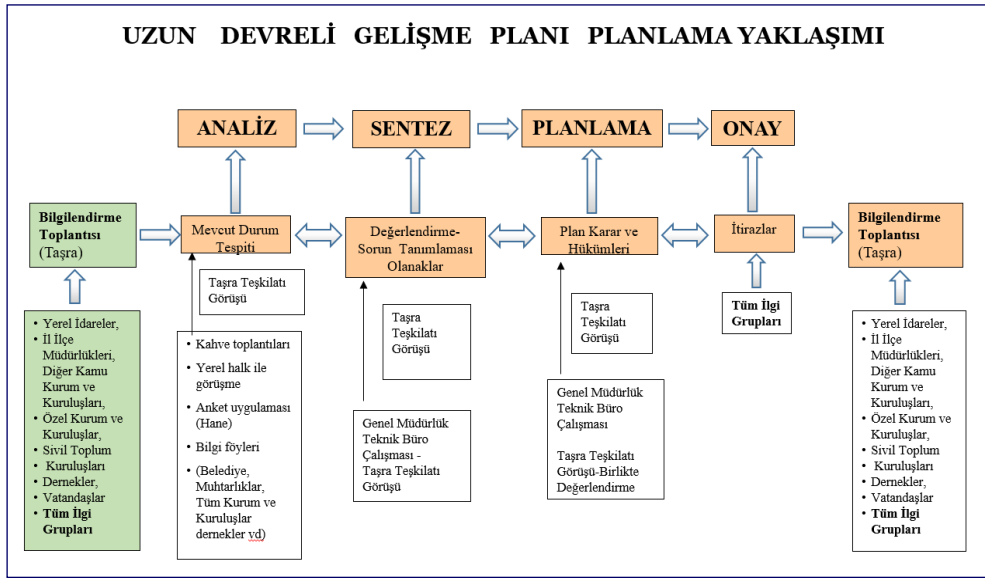 UZUN DEVRELİ GELİŞME PLANI PLANLAMA YAKLAŞIMI
ANALİZ
SENTEZ
PLANLAMA
ONAY
Bilgilendirme
Toplantısı
(Taşra)
Mevcut Durum
Tespiti
Değerlendirme-
Sorun Tanımlaması
Olanaklar
Plan Karar ve
Hükümleri
İtirazlar
Bilgilendirme
Toplantısı
(Taşra)
Taşra Teşkilatı
Görüşü
Taşra
Teşkilatı
Görüşü
Taşra
Teşkilatı
Görüşü
Tüm İlgi
Grupları
• Yerel İdareler,
• İl İlçe
Müdürlükleri,
Diğer Kamu
Kurum ve
Kuruluşları,
• Özel Kurum ve
Kuruluşlar,
• Sivil Toplum
• Kuruluşları
• Dernekler,
• Vatandaşlar
• Tüm İlgi
Grupları
• Kahve toplantıları
• Yerel halk ile
görüşme
• Anket uygulaması
(Hane)
• Bilgi föyleri
• (Belediye,
Muhtarlıklar,
Tüm Kurum ve
Kuruluşlar
dernekler vd)
Genel Müdürlük
Teknik Büro
Çalışması -
Taşra Teşkilatı
Görüşü
Genel Müdürlük
Teknik Büro
Çalışması
Taşra Teşkilatı
Görüşü-Birlikte
Değerlendirme
• Yerel İdareler,
• İl İlçe
Müdürlükleri,
Diğer Kamu
Kurum ve
Kuruluşları,
• Özel Kurum ve
Kuruluşlar,
• Sivil Toplum
• Kuruluşları
• Dernekler,
• Vatandaşlar
• Tüm İlgi
Grupları